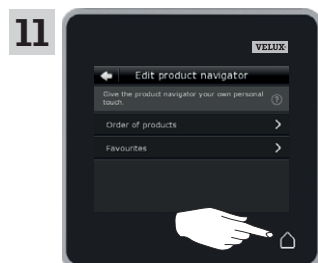 11
VELUX
Edit product navigator
Give the product navigator your own personal
touch.
?
Order of products
Favourites